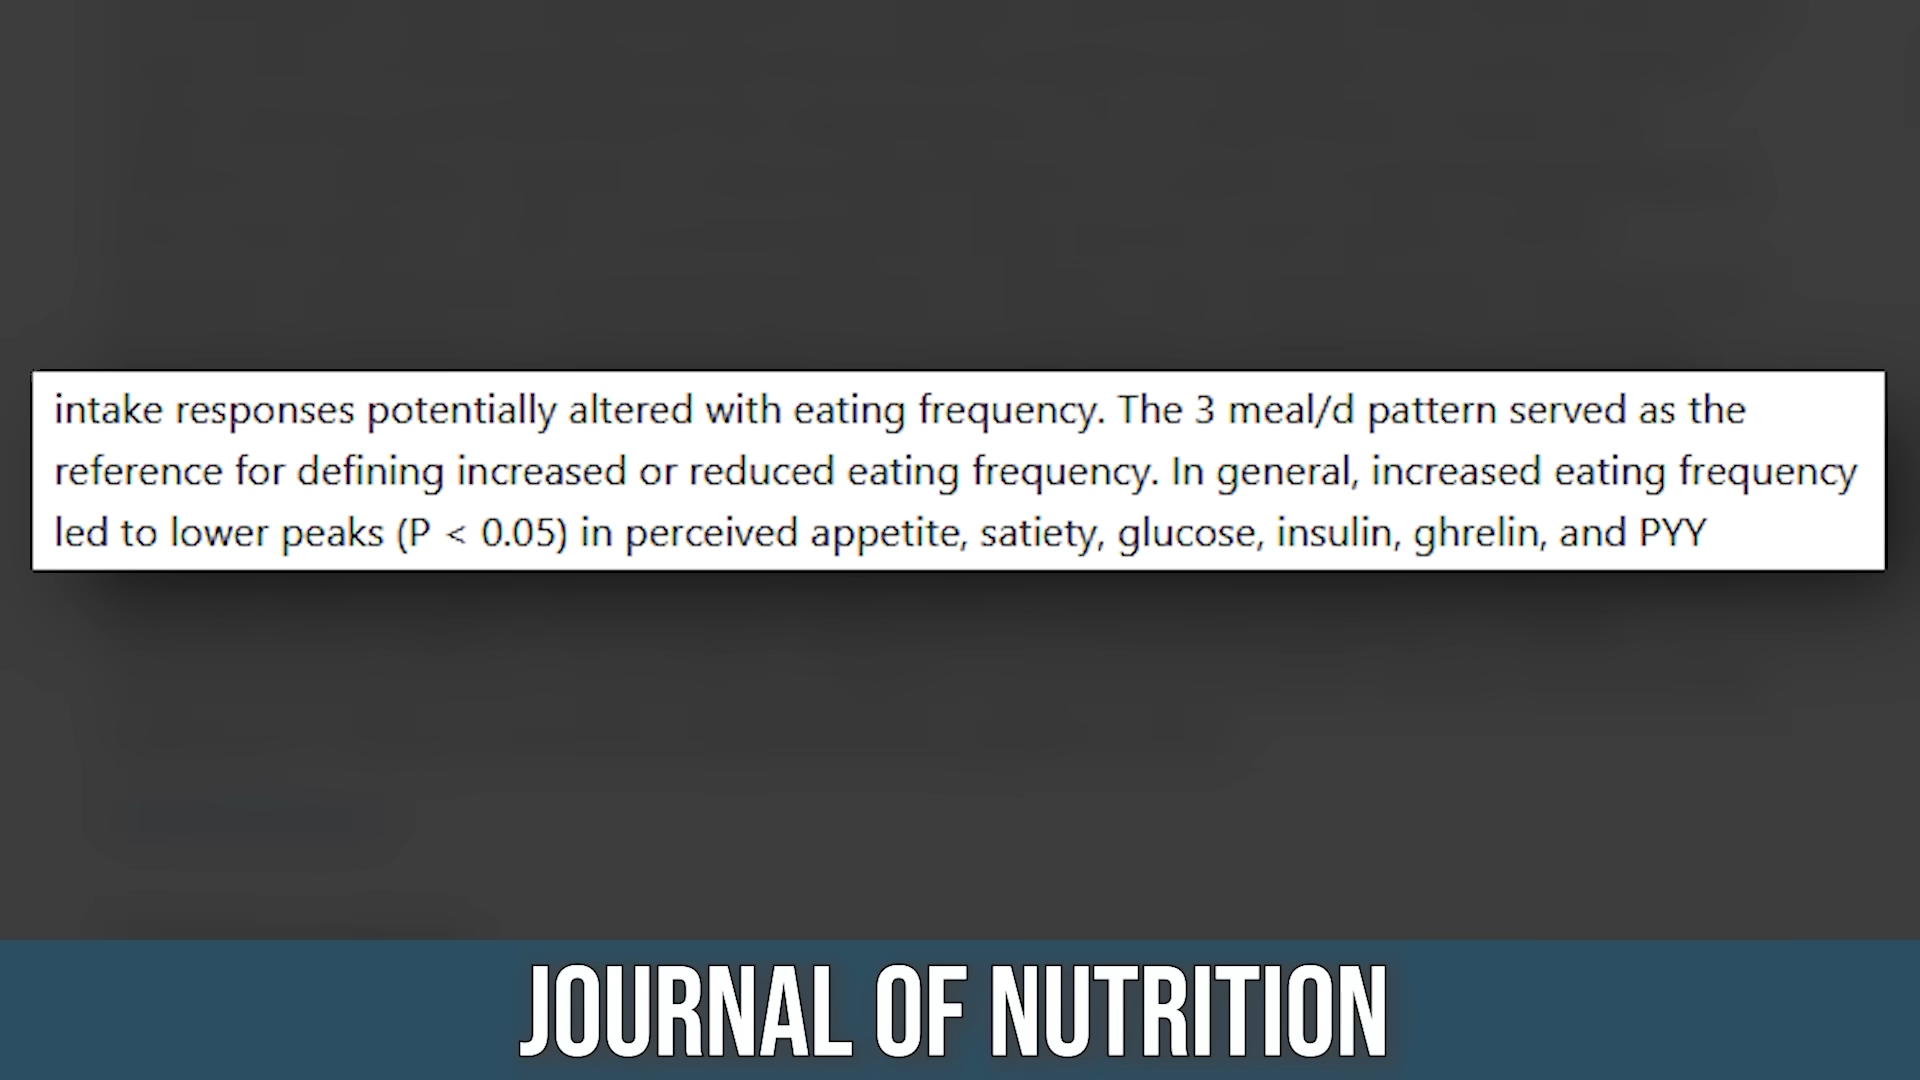 intake responses potentially altered with eating frequency. The 3 meal/d pattern served as the
reference for defining increased or reduced eating frequency. In general, increased eating frequency
led to lower peaks (P < 0.05) in perceived appetite, satiety, glucose, insulin, ghrelin, and PYY
JOURNAL OF NUTRITION